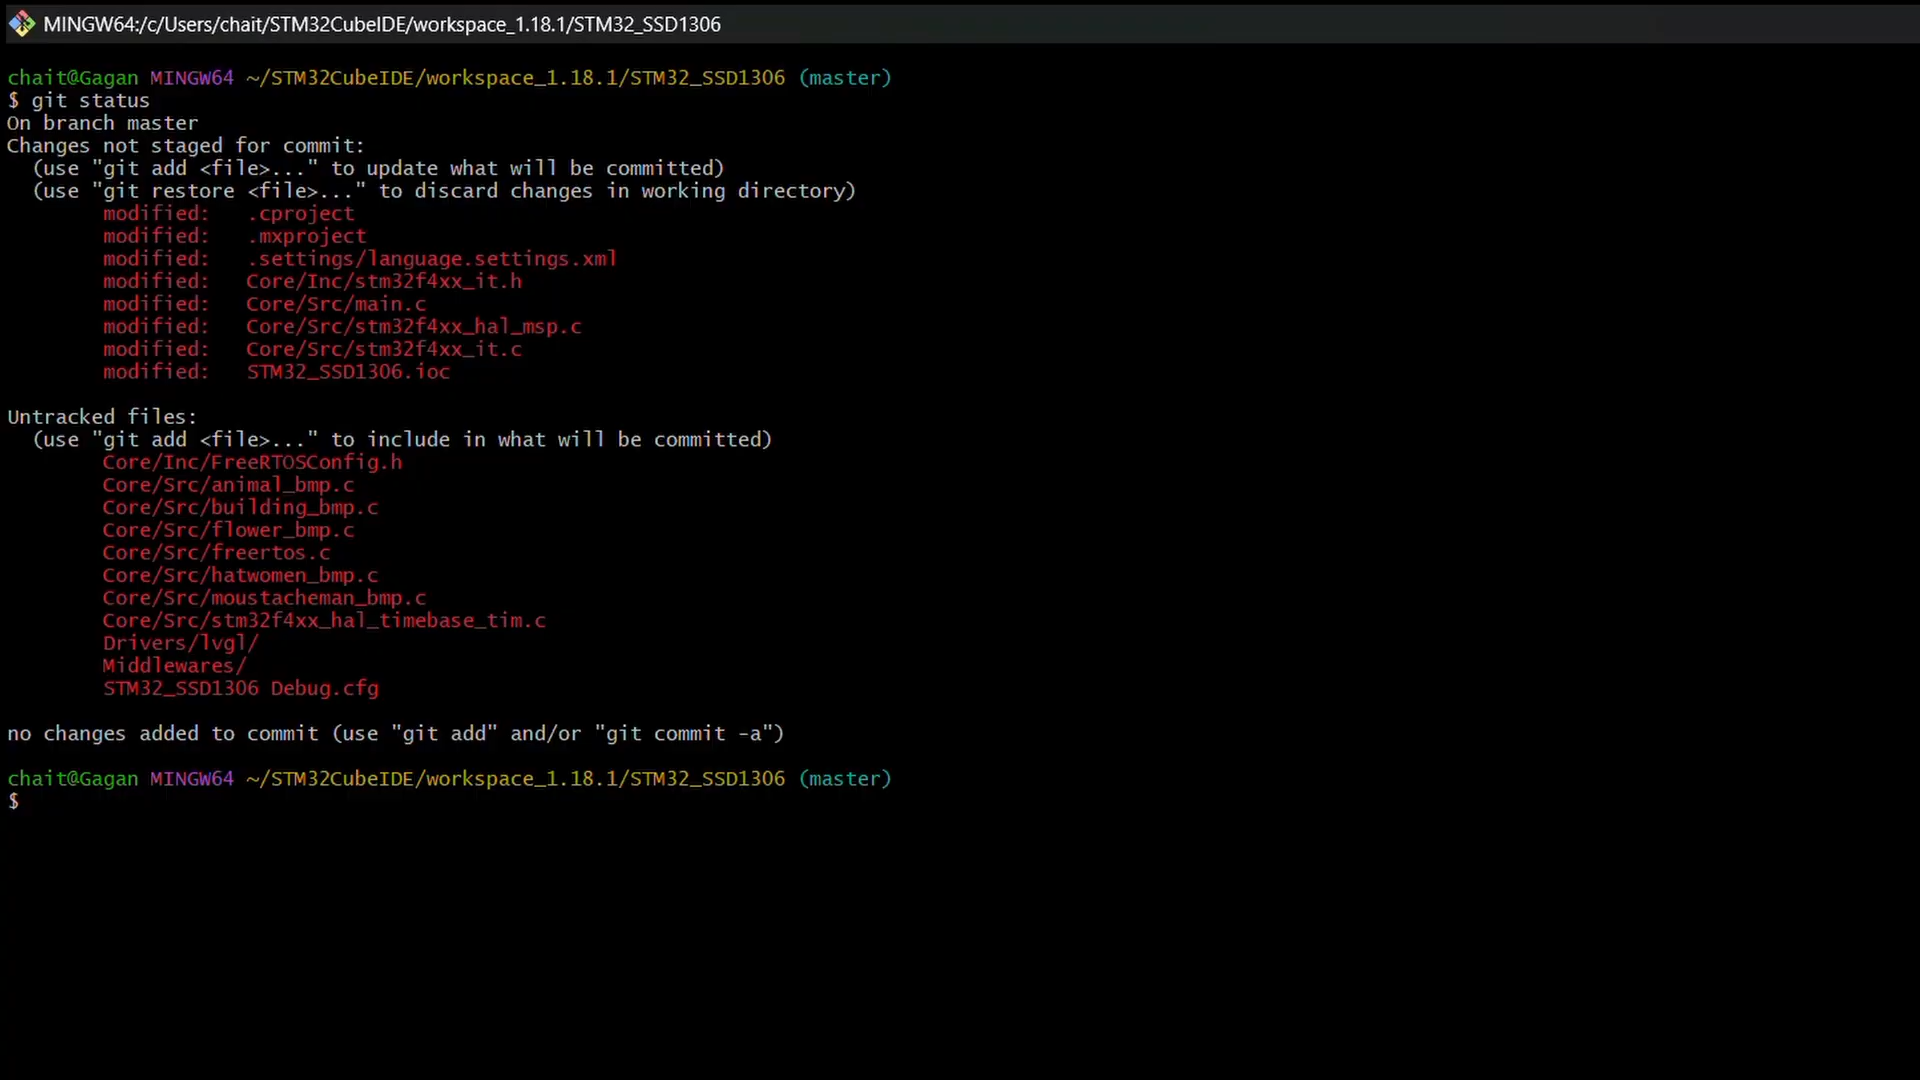 MINGW64:/c/Users/chait/STM32CubeIDE/workspace_1.18.1/STM32_SSD1306
chait@Gagan MINGW64 ~/STM32CubeIDE/workspace_1.18.1/STM32_SSD1306 (master)
$ git status
On branch master
Changes not staged for commit:
  (use "git add <file>..." to update what will be committed)
  (use "git restore <file>..." to discard changes in working directory)
        modified:   .cproject
        modified:   .mxproject
        modified:   .settings/language.settings.xml
        modified:   Core/Inc/stm32f4xx_it.h
        modified:   Core/Src/main.c
        modified:   Core/Src/stm32f4xx_hal_msp.c
        modified:   Core/Src/stm32f4xx_it.c
        modified:   STM32_SSD1306.ioc
Untracked files:
  (use "git add <file>..." to include in what will be committed)
        Core/Inc/FreeRTOSConfig.h
        Core/Src/animal_bmp.c
        Core/Src/building_bmp.c
        Core/Src/flower_bmp.c
        Core/Src/freertos.c
        Core/Src/hatwomen_bmp.c
        Core/Src/moustacheman_bmp.c
        Core/Src/stm32f4xx_hal_timebase_tim.c
        Drivers/lvgl/
        Middlewares/
        STM32_SSD1306 Debug.cfg
no changes added to commit (use "git add" and/or "git commit -a")
chait@Gagan MINGW64 ~/STM32CubeIDE/workspace_1.18.1/STM32_SSD1306 (master)
$